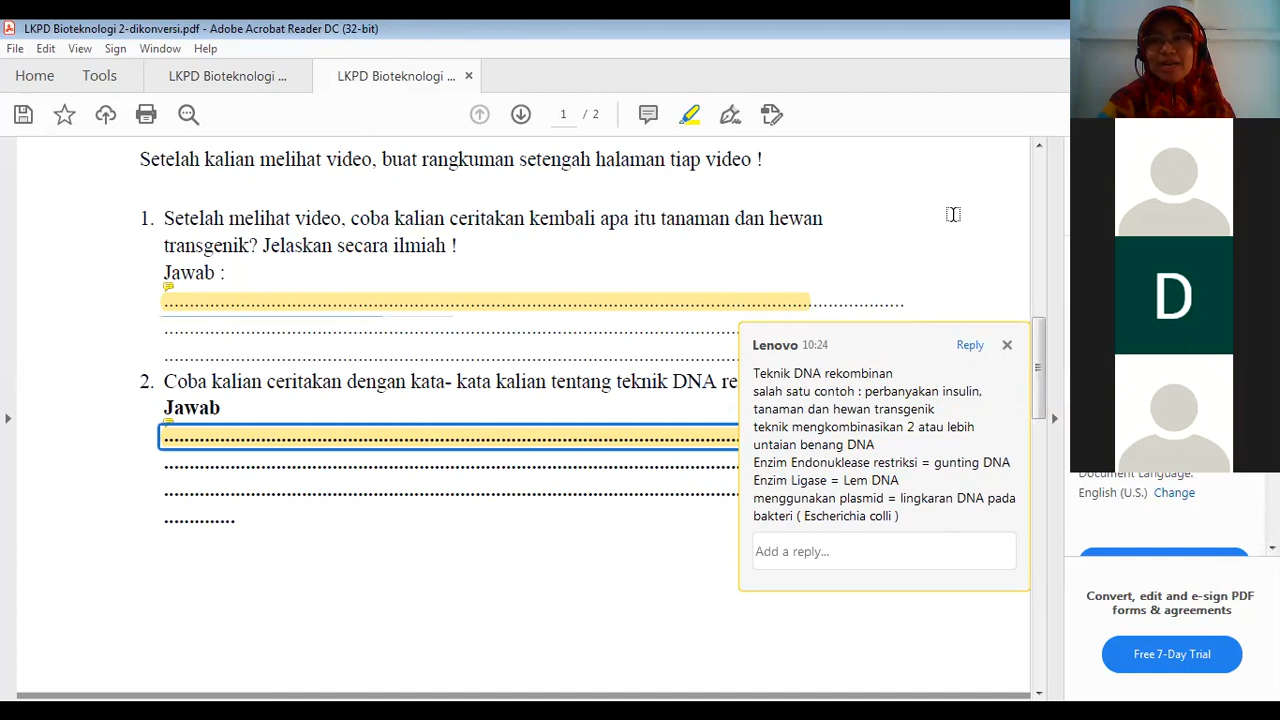 LKPD Bioteknologi 2-dikonversi.pdf - Adobe Acrobat Reader DC (32-bit)
File Edit View Sign Window Help
Home Tools LKPD Bioteknologi ... LKPD Bioteknologi ... ×
1 / 2
Setelah kalian melihat video, buat rangkuman setengah halaman tiap video !
1. Setelah melihat video, coba kalian ceritakan kembali apa itu tanaman dan hewan
transgenik? Jelaskan secara ilmiah !
Jawab :
2. Coba kalian ceritakan dengan kata- kata kalian tentang teknik DNA re
Jawab
Lenovo 10:24 Reply ×
Teknik DNA rekombinan
salah satu contoh : perbanyakan insulin,
tanaman dan hewan transgenik
teknik mengkombinasikan 2 atau lebih
untaian benang DNA
Enzim Endonuklease restriksi = gunting DNA
Enzim Ligase = Lem DNA
menggunakan plasmid = lingkaran DNA pada
bakteri ( Escherichia colli )
Add a reply...
D
Document Language:
English (U.S.) Change
Convert, edit and e-sign PDF
forms & agreements
Free 7-Day Trial